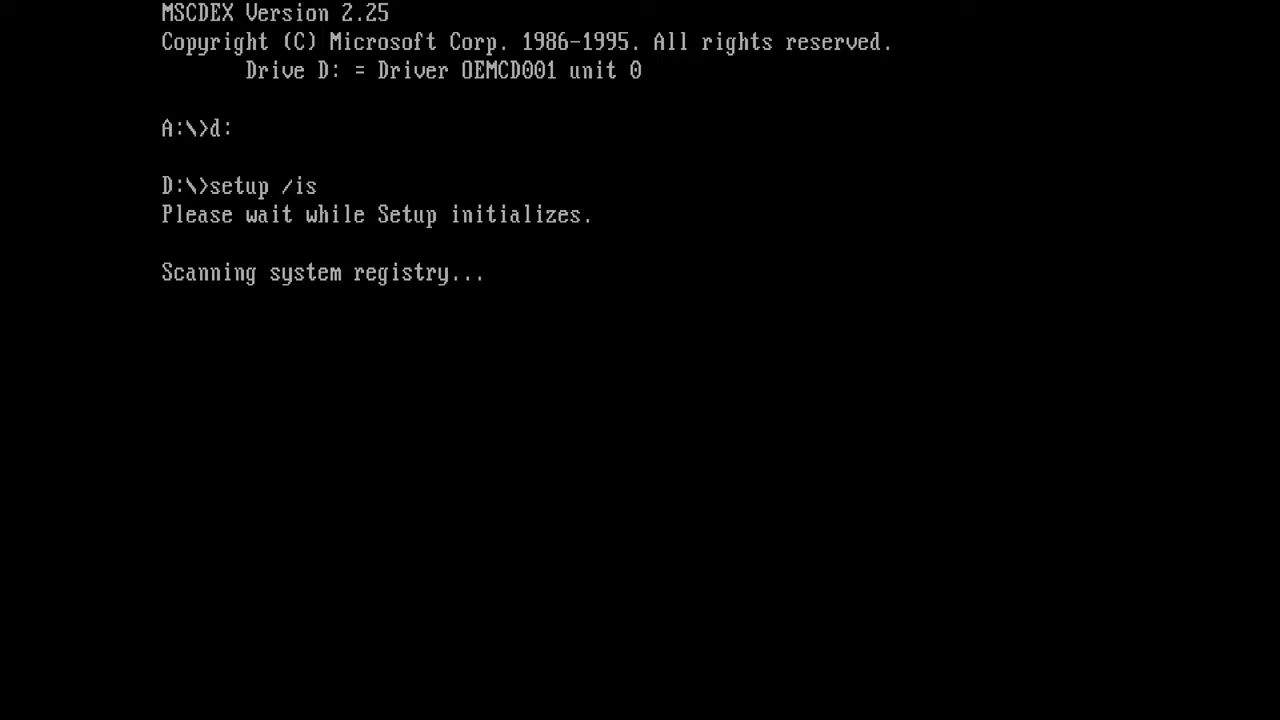 MSCDEX Version 2.25
Copyright (C) Microsoft Corp. 1986-1995. All rights reserved.
Drive D: = Driver OEMCD001 unit 0
A:\>d:
D:\>setup /is
Please wait while Setup initializes.
Scanning system registry...